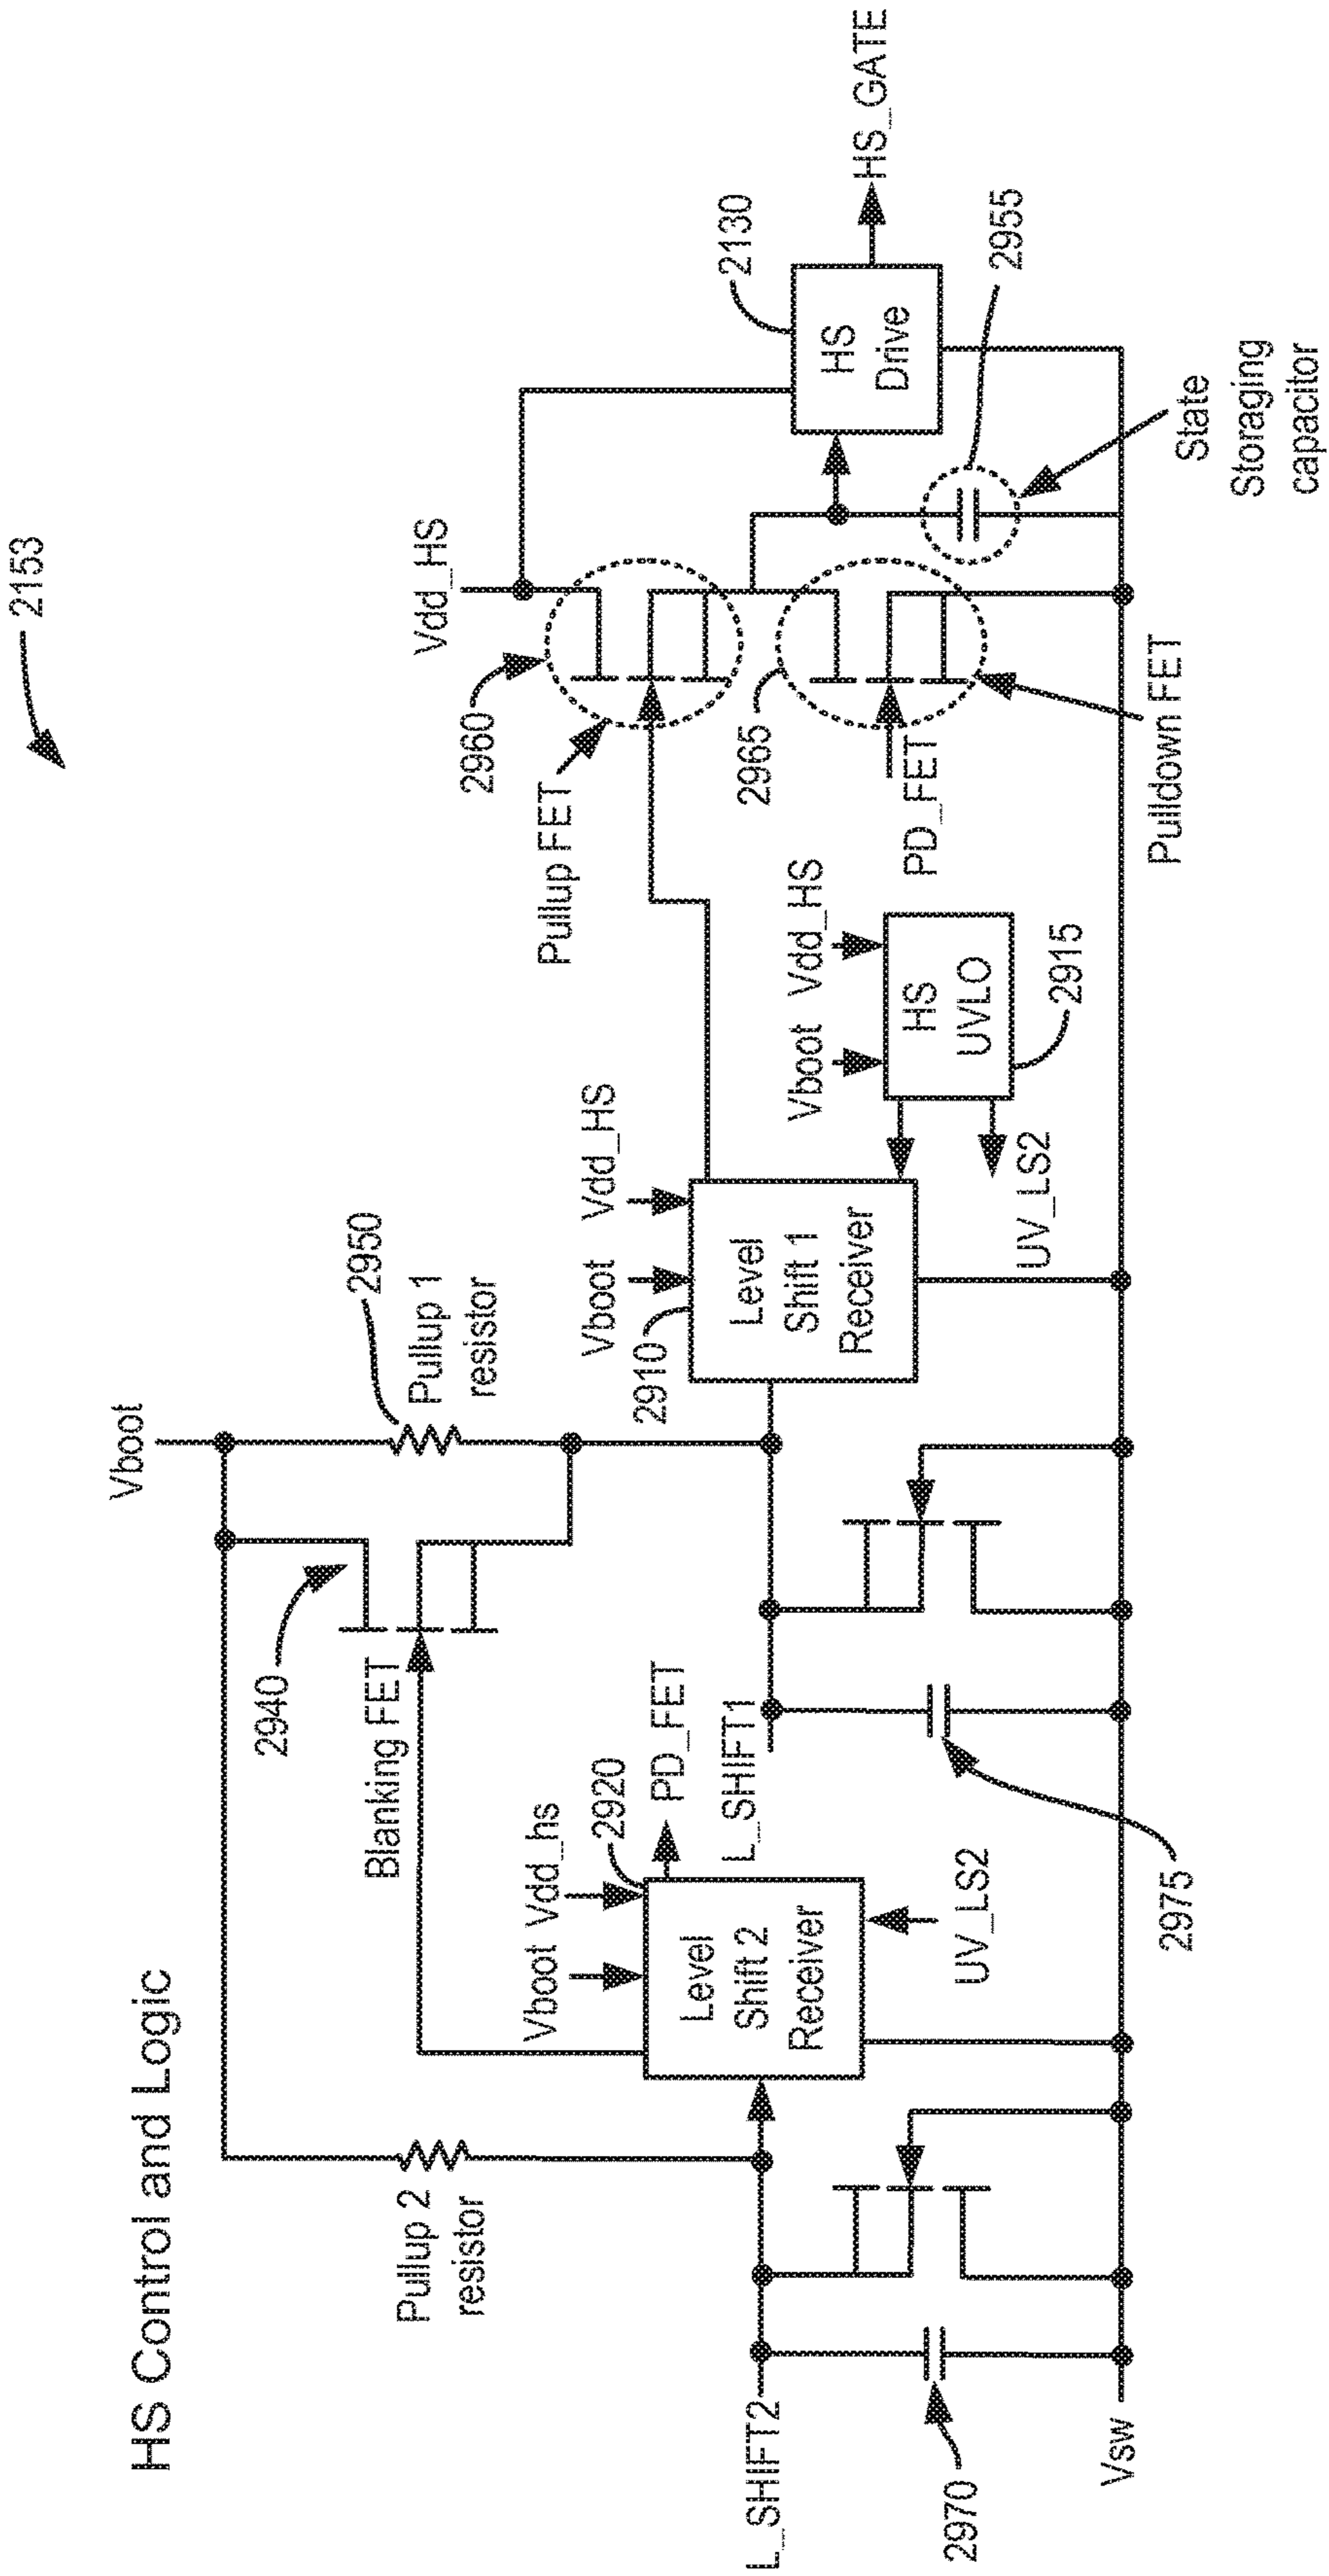 HS Control and Logic
2153
Vboot
2940
Blanking FET
2950
Pullup 1
resistor
Pullup 2
resistor
Vdd_HS
2960
Pullup FET
2130
HS
Drive
HS_GATE
Vboot
Vdd_hs
2920
PD_FET
Level
Shift 2
Receiver
UV_LS2
L_SHIFT2
L_SHIFT1
2910
Vboot
Vdd_HS
Level
Shift 1
Receiver
Vboot
Vdd_HS
HS
UVLO
2915
UV_LS2
2965
PD_FET
Pulldown FET
2955
State
Storaging
capacitor
2970
2975
Vsw